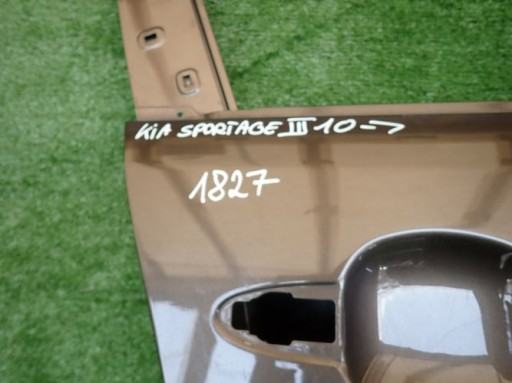 KIA SPORTAGE III 10->
1827